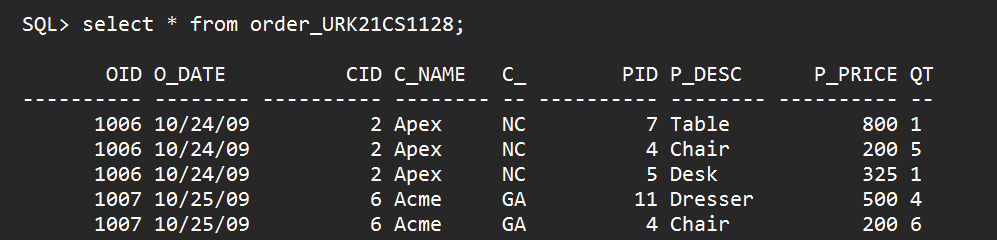 SQL> select * from order_URK21CS1128;
OID O_DATE CID C_NAME C_ PID P_DESC P_PRICE QT
---------- -------- ---------- -------- -- ---------- -------- ---------- --
1006 10/24/09 2 Apex NC 7 Table 800 1
1006 10/24/09 2 Apex NC 4 Chair 200 5
1006 10/24/09 2 Apex NC 5 Desk 325 1
1007 10/25/09 6 Acme GA 11 Dresser 500 4
1007 10/25/09 6 Acme GA 4 Chair 200 6